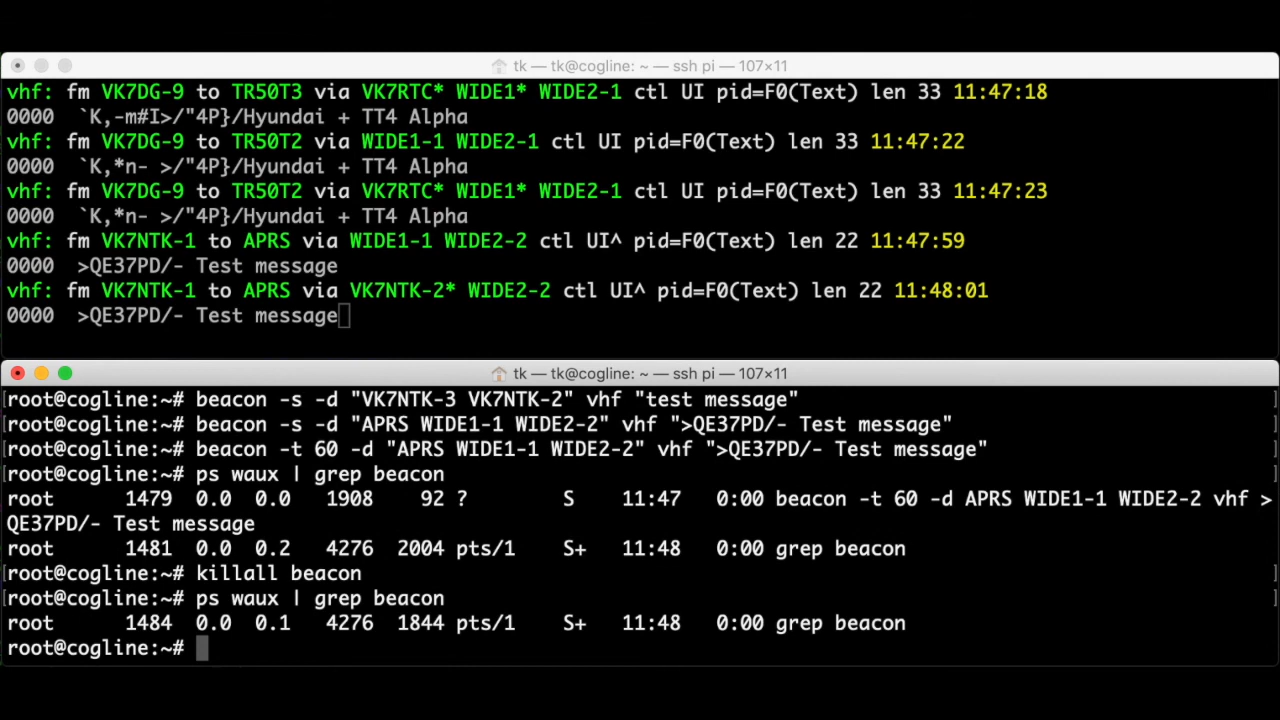 tk — tk@cogline: ~ — ssh pi — 107×11
vhf: fm VK7DG-9 to TR50T3 via VK7RTC* WIDE1* WIDE2-1 ctl UI pid=F0(Text) len 33 11:47:18
0000  `K,-m#I>/"4P}/Hyundai + TT4 Alpha
vhf: fm VK7DG-9 to TR50T2 via WIDE1-1 WIDE2-1 ctl UI pid=F0(Text) len 33 11:47:22
0000  `K,*n- >/"4P}/Hyundai + TT4 Alpha
vhf: fm VK7DG-9 to TR50T2 via VK7RTC* WIDE1* WIDE2-1 ctl UI pid=F0(Text) len 33 11:47:23
0000  `K,*n- >/"4P}/Hyundai + TT4 Alpha
vhf: fm VK7NTK-1 to APRS via WIDE1-1 WIDE2-2 ctl UI^ pid=F0(Text) len 22 11:47:59
0000  >QE37PD/- Test message
vhf: fm VK7NTK-1 to APRS via VK7NTK-2* WIDE2-2 ctl UI^ pid=F0(Text) len 22 11:48:01
0000  >QE37PD/- Test message
tk — tk@cogline: ~ — ssh pi — 107×11
[root@cogline:~# beacon -s -d "VK7NTK-3 VK7NTK-2" vhf "test message" ]
[root@cogline:~# beacon -s -d "APRS WIDE1-1 WIDE2-2" vhf ">QE37PD/- Test message" ]
[root@cogline:~# beacon -t 60 -d "APRS WIDE1-1 WIDE2-2" vhf ">QE37PD/- Test message" ]
[root@cogline:~# ps waux | grep beacon ]
root      1479  0.0  0.0   1908    92 ?        S    11:47   0:00 beacon -t 60 -d APRS WIDE1-1 WIDE2-2 vhf >
QE37PD/- Test message
root      1481  0.0  0.2   4276  2004 pts/1    S+   11:48   0:00 grep beacon
[root@cogline:~# killall beacon ]
[root@cogline:~# ps waux | grep beacon ]
root      1484  0.0  0.1   4276  1844 pts/1    S+   11:48   0:00 grep beacon
root@cogline:~#